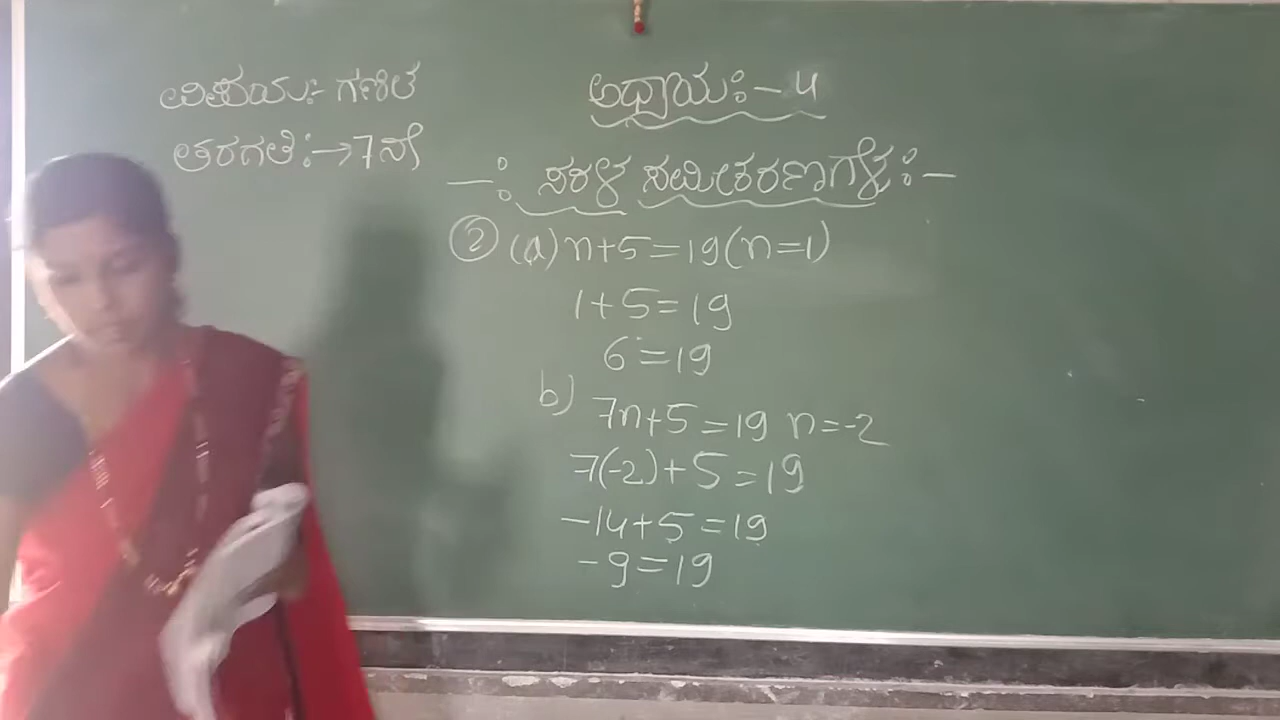 ವಿಷಯ:- ಗಣಿತ
ತರಗತಿ:→7ನೇ
ಅಧ್ಯಾಯ:- 4
-: ಸರಳ ಸಮೀಕರಣಗಳು:-
② (a) n+5=19(n=1)
1+5=19
6=19
b) 7n+5=19 n=-2
7(-2)+5=19
-14+5=19
-9=19